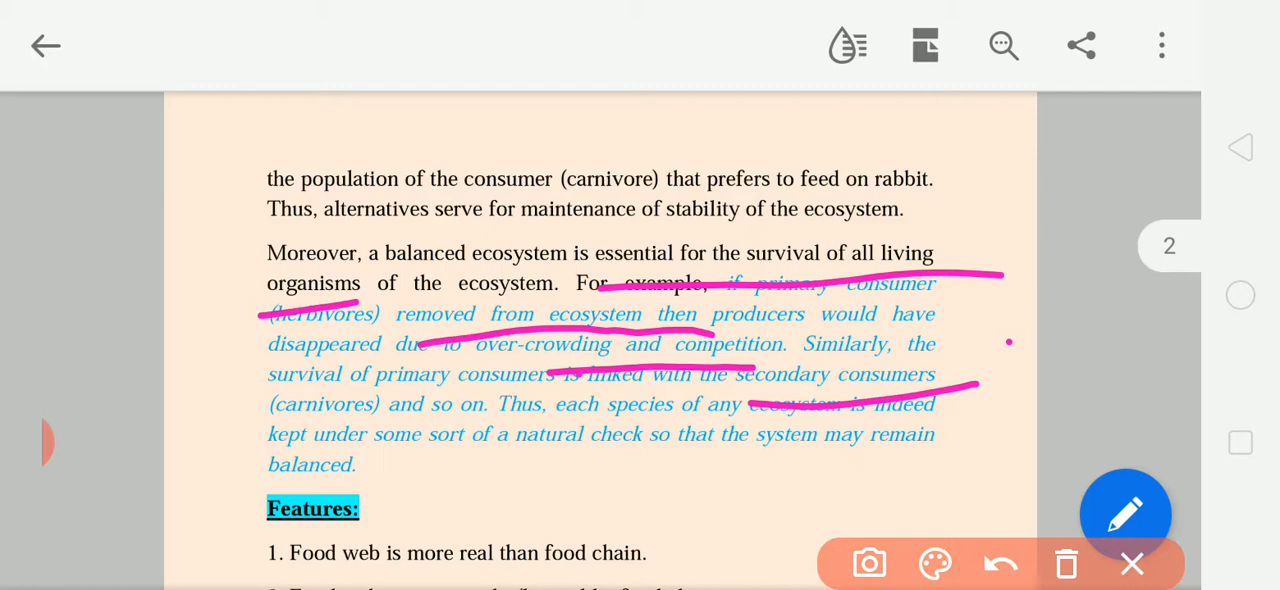 the population of the consumer (carnivore) that prefers to feed on rabbit.
Thus, alternatives serve for maintenance of stability of the ecosystem.
Moreover, a balanced ecosystem is essential for the survival of all living
organisms of the ecosystem. For example, if primary consumer
(herbivores) removed from ecosystem then producers would have
disappeared due to over-crowding and competition. Similarly, the
survival of primary consumers is linked with the secondary consumers
(carnivores) and so on. Thus, each species of any ecosystem is indeed
kept under some sort of a natural check so that the system may remain
balanced.
Features:
1. Food web is more real than food chain.
2